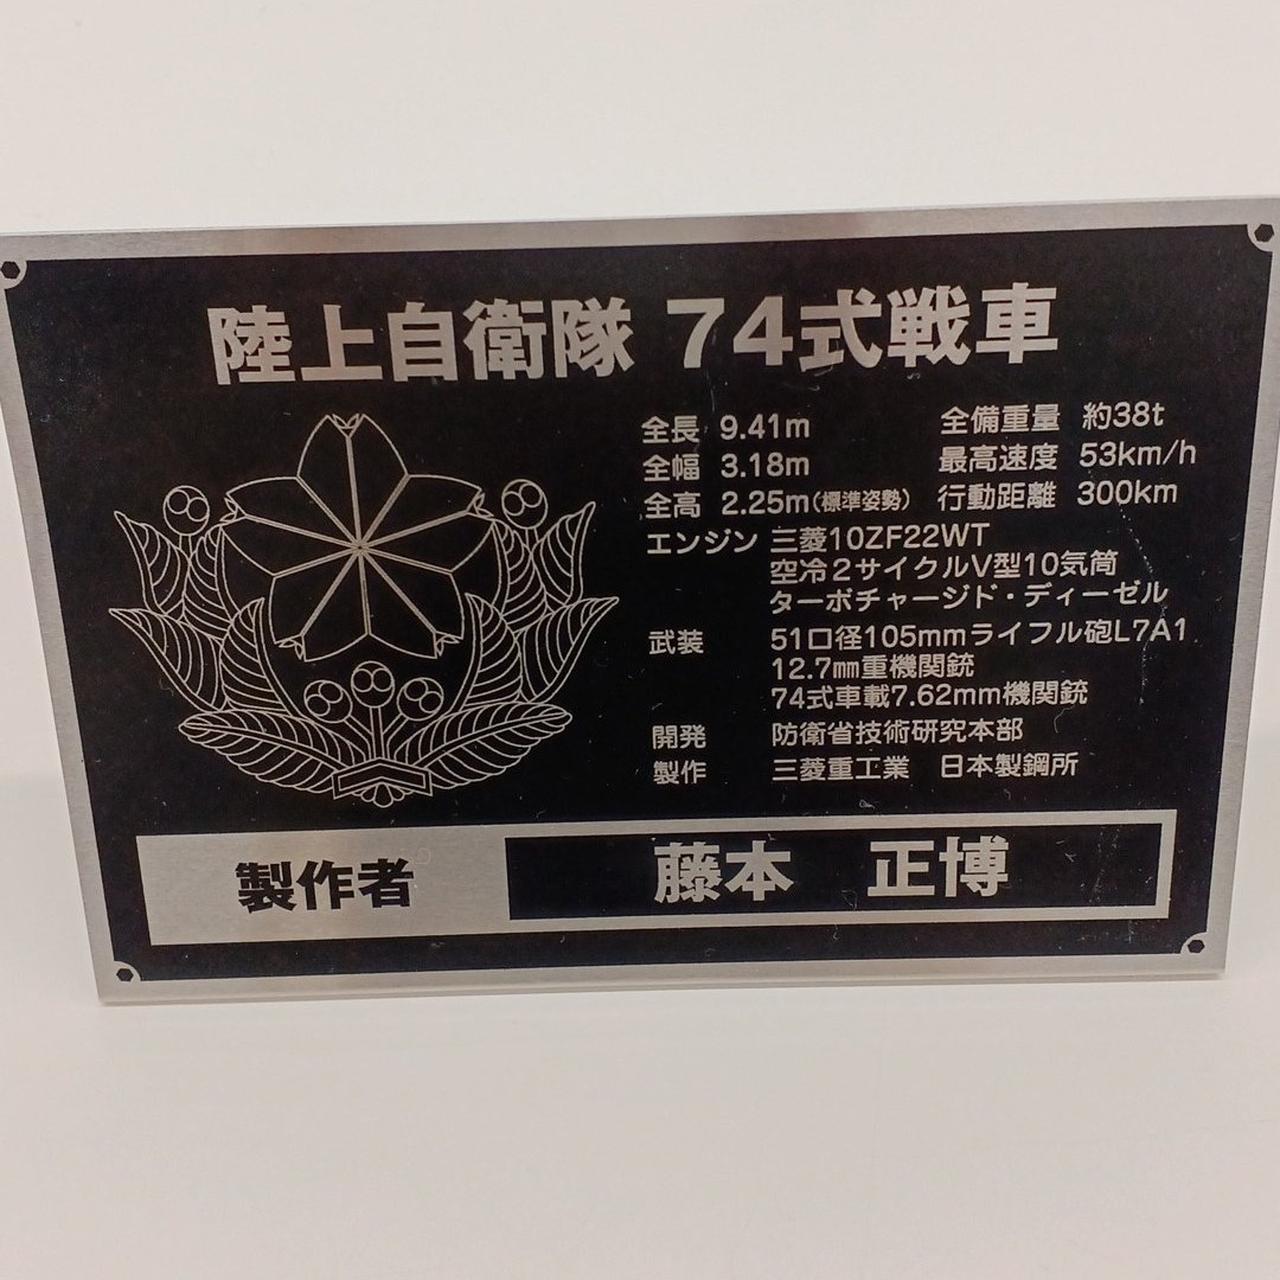 陸上自衛隊 74式戦車
全長 9.41m 全備重量 約38t
全幅 3.18m 最高速度 53km/h
全高 2.25m(標準姿勢) 行動距離 300km
エンジン 三菱10ZF22WT
空冷2サイクルV型10気筒
ターボチャージド・ディーゼル
武装 51口径105mmライフル砲L7A1
12.7mm重機関銃
74式車載7.62mm機関銃
開発 防衛省技術研究本部
製作 三菱重工業 日本製鋼所
製作者 藤本 正博